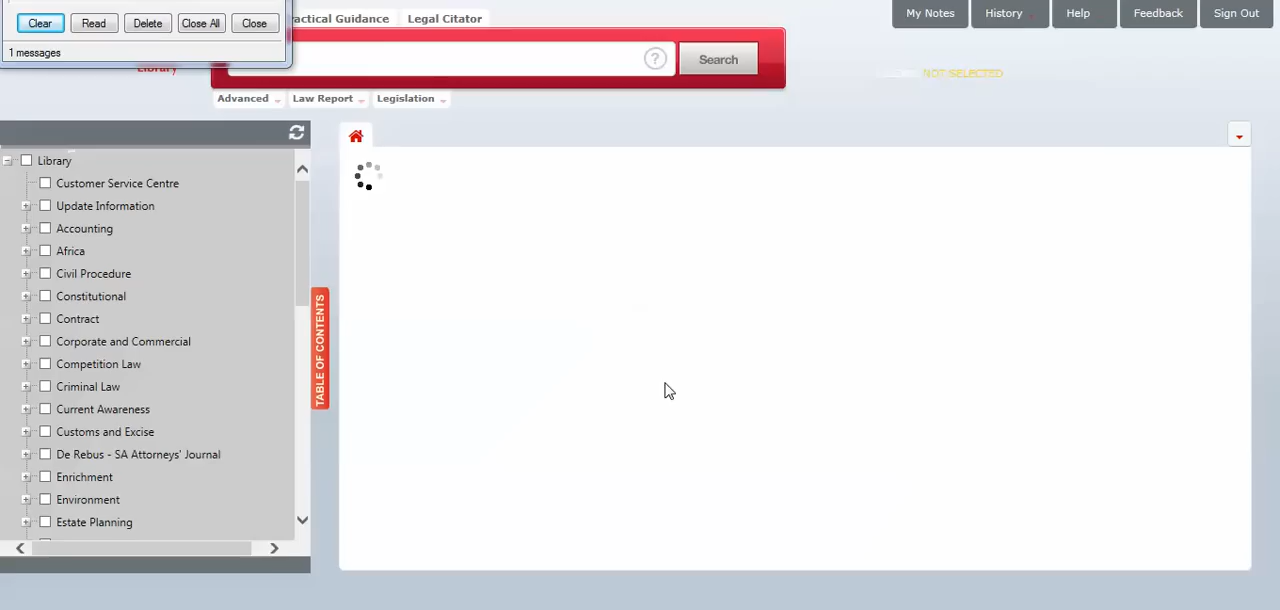 Clear Read Delete Close All Close
1 messages
ractical Guidance Legal Citator
My Notes History Help Feedback Sign Out
Library
? Search
NOT SELECTED
Advanced Law Report Legislation
Library
Customer Service Centre
Update Information
Accounting
Africa
Civil Procedure
Constitutional
Contract
Corporate and Commercial
Competition Law
Criminal Law
Current Awareness
Customs and Excise
De Rebus - SA Attorneys' Journal
Enrichment
Environment
Estate Planning
TABLE OF CONTENTS